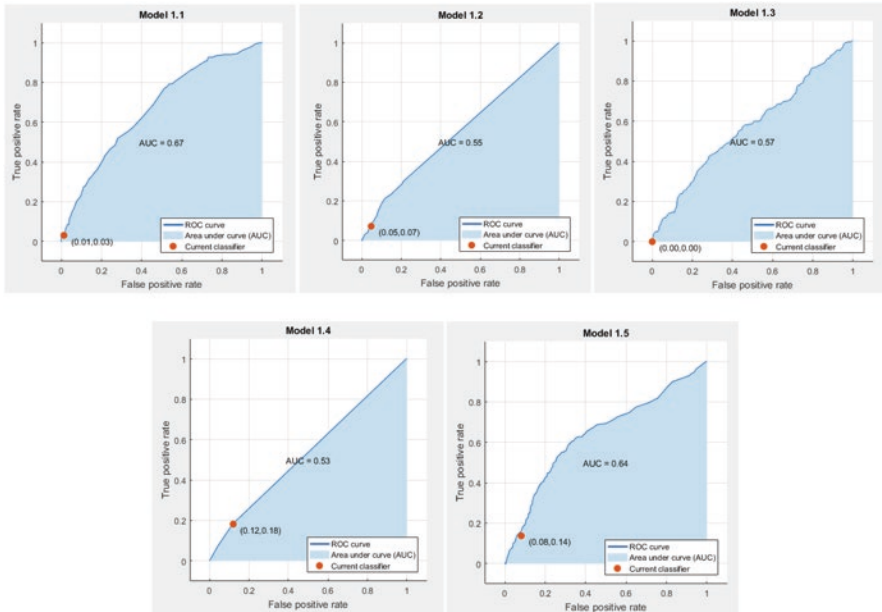 Model 1.1
1
0.8
0.6
0.4
0.2
0
True positive rate
AUC = 0.67
(0.01,0.03)
ROC curve
Area under curve (AUC)
Current classifier
0 0.2 0.4 0.6 0.8 1
False positive rate
Model 1.2
1
0.8
0.6
0.4
0.2
0
True positive rate
AUC = 0.55
(0.05,0.07)
ROC curve
Area under curve (AUC)
Current classifier
0 0.2 0.4 0.6 0.8 1
False positive rate
Model 1.3
1
0.8
0.6
0.4
0.2
0
True positive rate
AUC = 0.57
(0.00,0.00)
ROC curve
Area under curve (AUC)
Current classifier
0 0.2 0.4 0.6 0.8 1
False positive rate
Model 1.4
1
0.8
0.6
0.4
0.2
0
True positive rate
AUC = 0.53
(0.12,0.18)
ROC curve
Area under curve (AUC)
Current classifier
0 0.2 0.4 0.6 0.8 1
False positive rate
Model 1.5
1
0.8
0.6
0.4
0.2
0
True positive rate
AUC = 0.64
(0.08,0.14)
ROC curve
Area under curve (AUC)
Current classifier
0 0.2 0.4 0.6 0.8 1
False positive rate